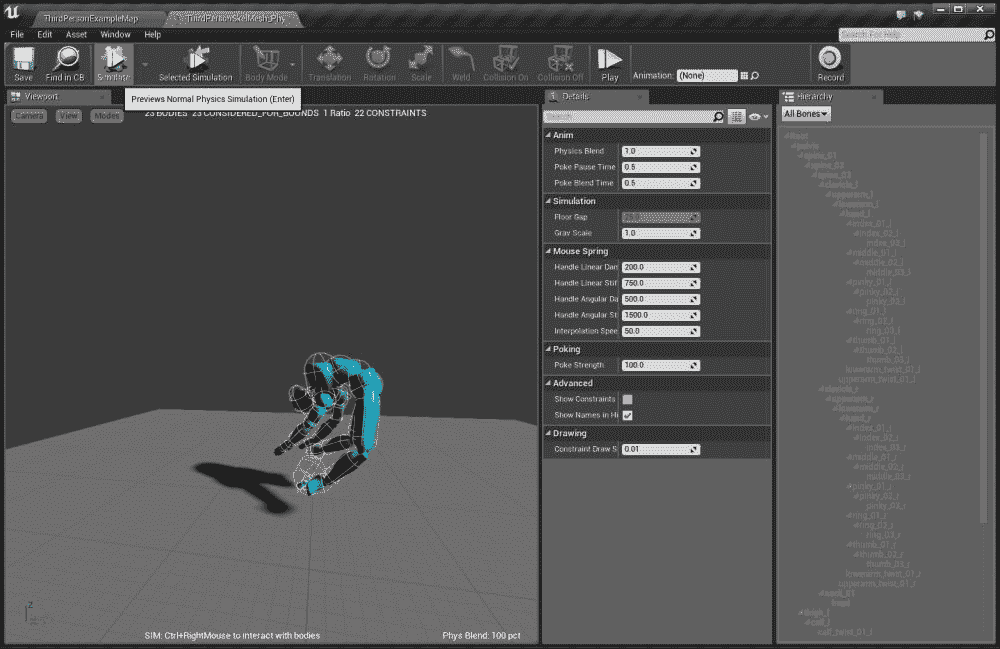 ThirdPersonExampleMap
ThirdPersonSkelMesh_Phy
File Edit Asset Window Help
Search For Help
Save
Find in CB
Simulate
Selected Simulation
Body Mode
Translation
Rotation
Scale
Weld
Collision On
Collision Off
Play
Animation: (None)
Record
Viewport
Previews Normal Physics Simulation (Enter)
Camera View Modes
23 BODIES 23 CONSIDERED_FOR_BOUNDS 1 Ratio 22 CONSTRAINTS
SIM: Ctrl+RightMouse to interact with bodies
Phys Blend: 100 pct
Z
Details
Search
Anim
Physics Blend 1.0
Poke Pause Time 0.5
Poke Blend Time 0.5
Simulation
Floor Gap
Grav Scale 1.0
Mouse Spring
Handle Linear Dam 200.0
Handle Linear Stif 750.0
Handle Angular Da 500.0
Handle Angular St 1500.0
Interpolation Spee 50.0
Poking
Poke Strength 100.0
Advanced
Show Constraints
Show Names in Hi
Drawing
Constraint Draw S 0.01
Hierarchy
All Bones
Root
pelvis
spine_01
spine_02
spine_03
clavicle_l
upperarm_l
lowerarm_l
hand_l
index_01_l
index_02_l
index_03_l
middle_01_l
middle_02_l
middle_03_l
pinky_01_l
pinky_02_l
pinky_03_l
ring_01_l
ring_02_l
ring_03_l
thumb_01_l
thumb_02_l
thumb_03_l
lowerarm_twist_01_l
upperarm_twist_01_l
clavicle_r
upperarm_r
lowerarm_r
hand_r
index_01_r
index_02_r
index_03_r
middle_01_r
middle_02_r
middle_03_r
pinky_01_r
pinky_02_r
pinky_03_r
ring_01_r
ring_02_r
ring_03_r
thumb_01_r
thumb_02_r
thumb_03_r
lowerarm_twist_01_r
upperarm_twist_01_r
neck_01
head
thigh_l
calf_l
calf_twist_01_l